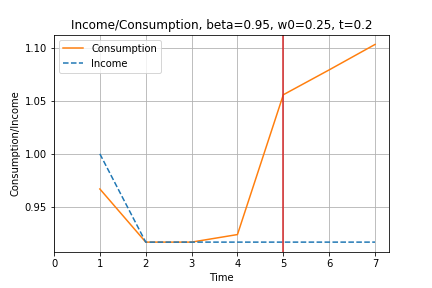 Income/Consumption, beta=0.95, w0=0.25, t=0.2
Consumption
Income
Consumption/Income
1.10
1.05
1.00
0.95
0 1 2 3 4 5 6 7
Time